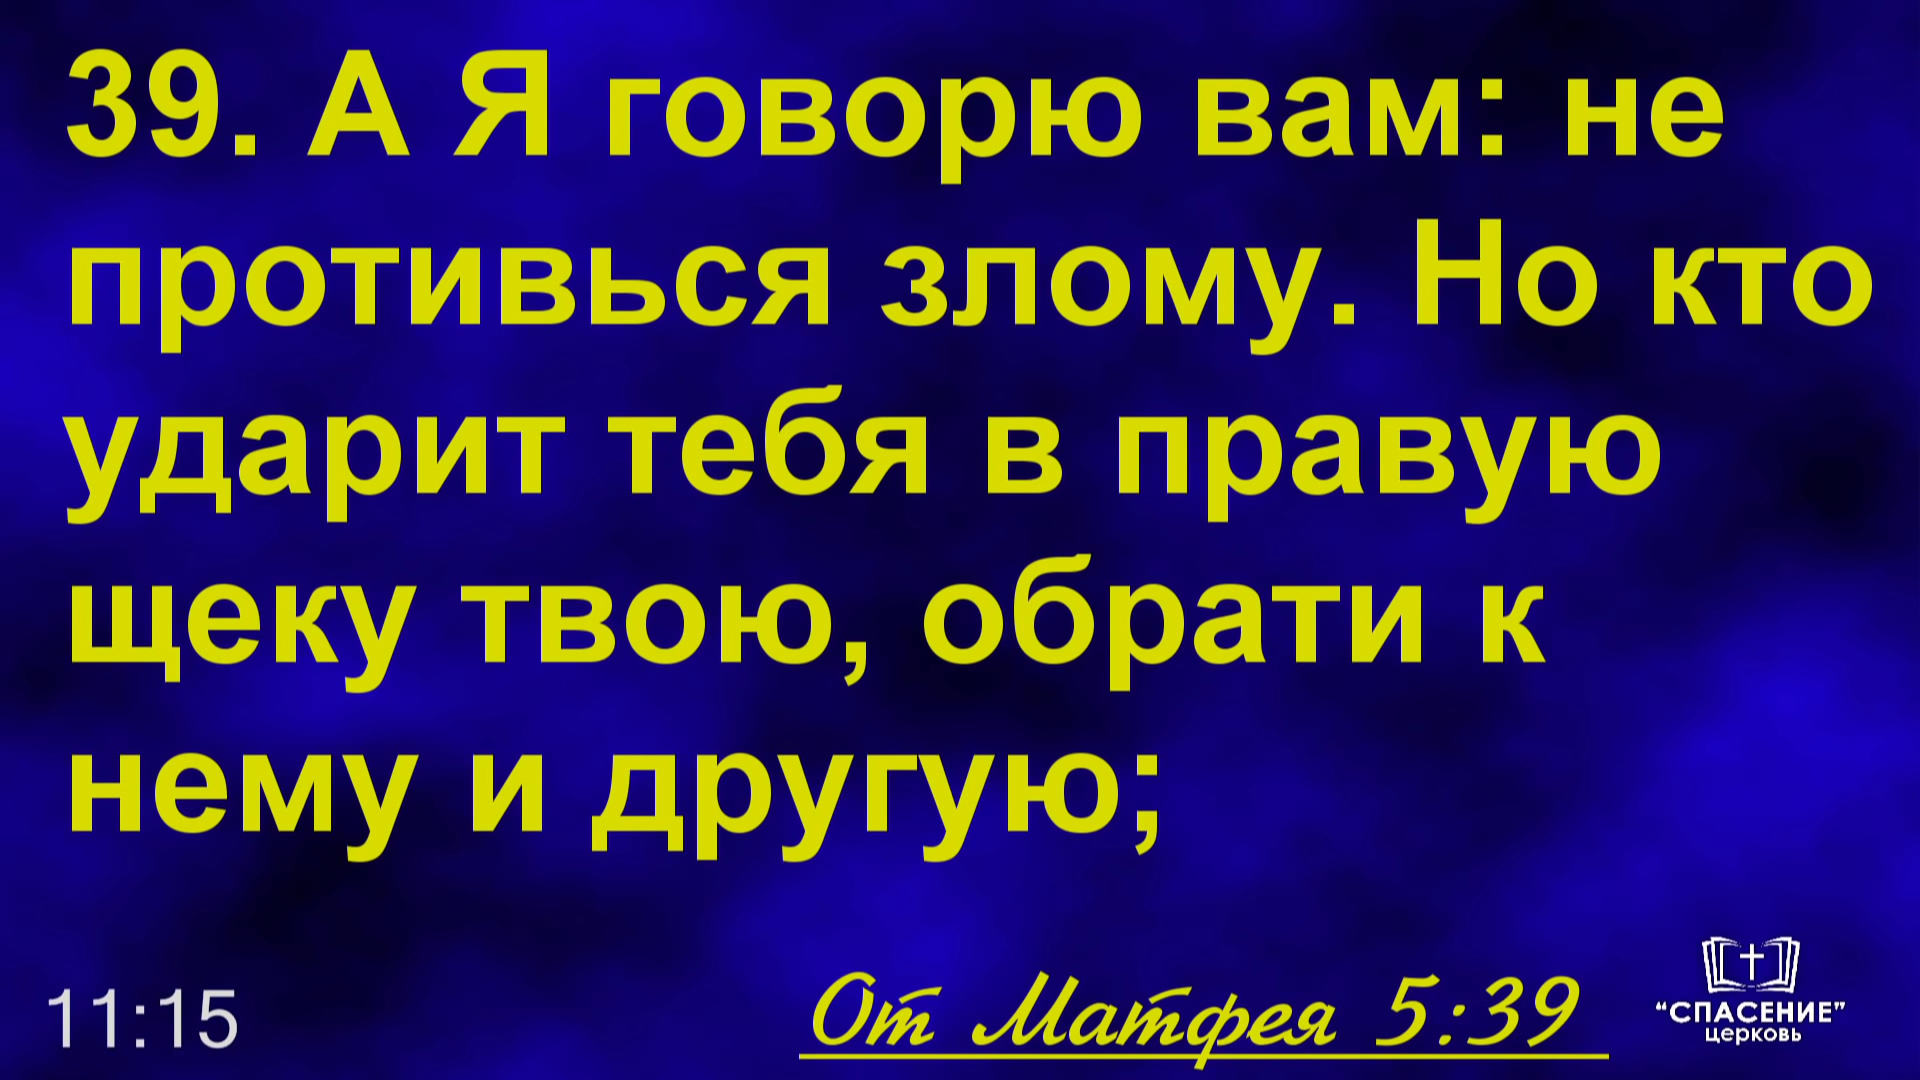 39. А Я говорю вам: не
противься злому. Но кто
ударит тебя в правую
щеку твою, обрати к
нему и другую;
11:15
От Матфея 5:39
“СПАСЕНИЕ”
церковь